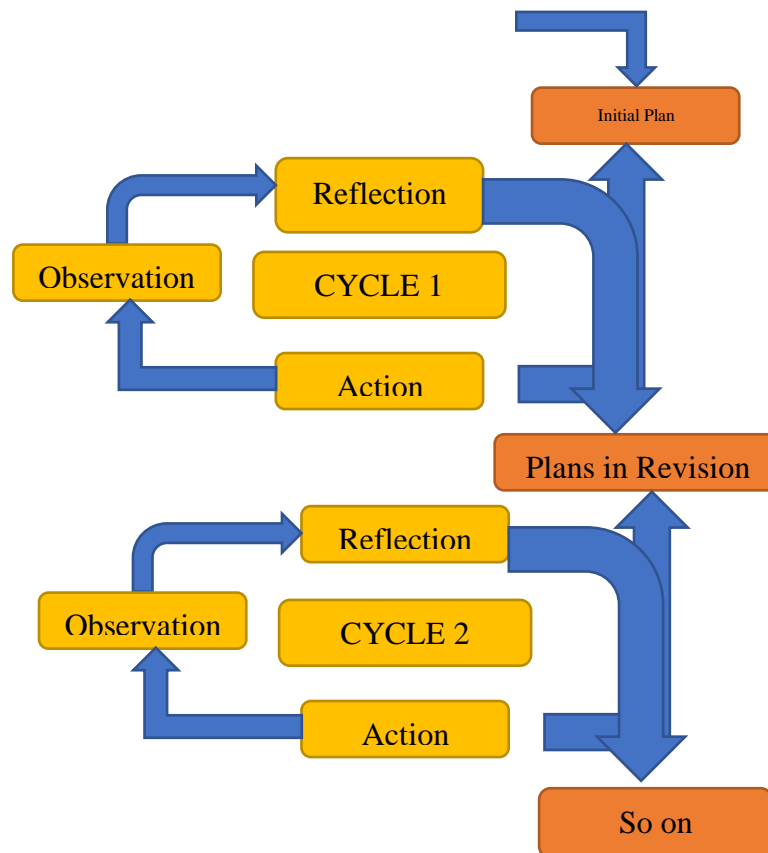 Initial Plan
Reflection
Observation
CYCLE 1
Action
Plans in Revision
Reflection
Observation
CYCLE 2
Action
So on